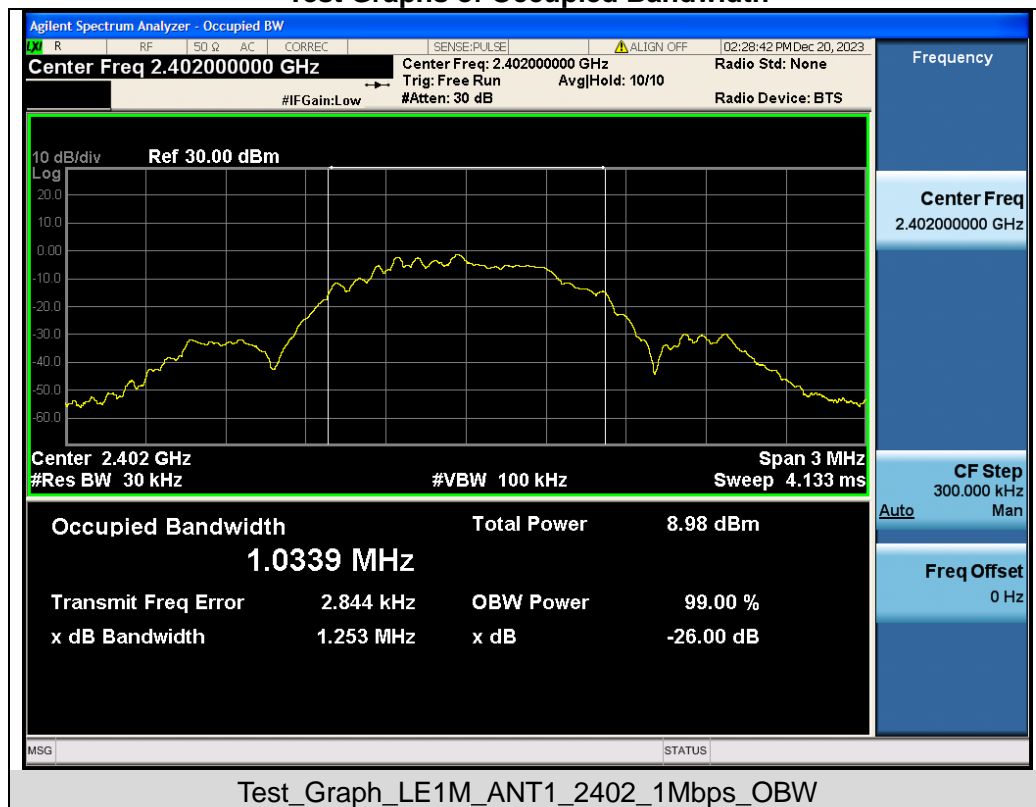 Test Graphs of Occupied Bandwidth
Agilent Spectrum Analyzer - Occupied BW
LXI R RF 50 Ω AC CORREC SENSE:PULSE ALIGN OFF 02:28:42 PM Dec 20, 2023
Center Freq 2.402000000 GHz
Center Freq: 2.402000000 GHz
Radio Std: None
Trig: Free Run Avg|Hold: 10/10
#IFGain:Low
#Atten: 30 dB
Radio Device: BTS
10 dB/div Ref 30.00 dBm
Log
20.0
10.0
0.00
-10.0
-20.0
-30.0
-40.0
-50.0
-60.0
Center 2.402 GHz Span 3 MHz
#Res BW 30 kHz #VBW 100 kHz Sweep 4.133 ms
Occupied Bandwidth Total Power 8.98 dBm
1.0339 MHz
Transmit Freq Error 2.844 kHz OBW Power 99.00 %
x dB Bandwidth 1.253 MHz x dB -26.00 dB
Frequency
Center Freq
2.402000000 GHz
CF Step
300.000 kHz
Auto Man
Freq Offset
0 Hz
MSG STATUS
Test_Graph_LE1M_ANT1_2402_1Mbps_OBW